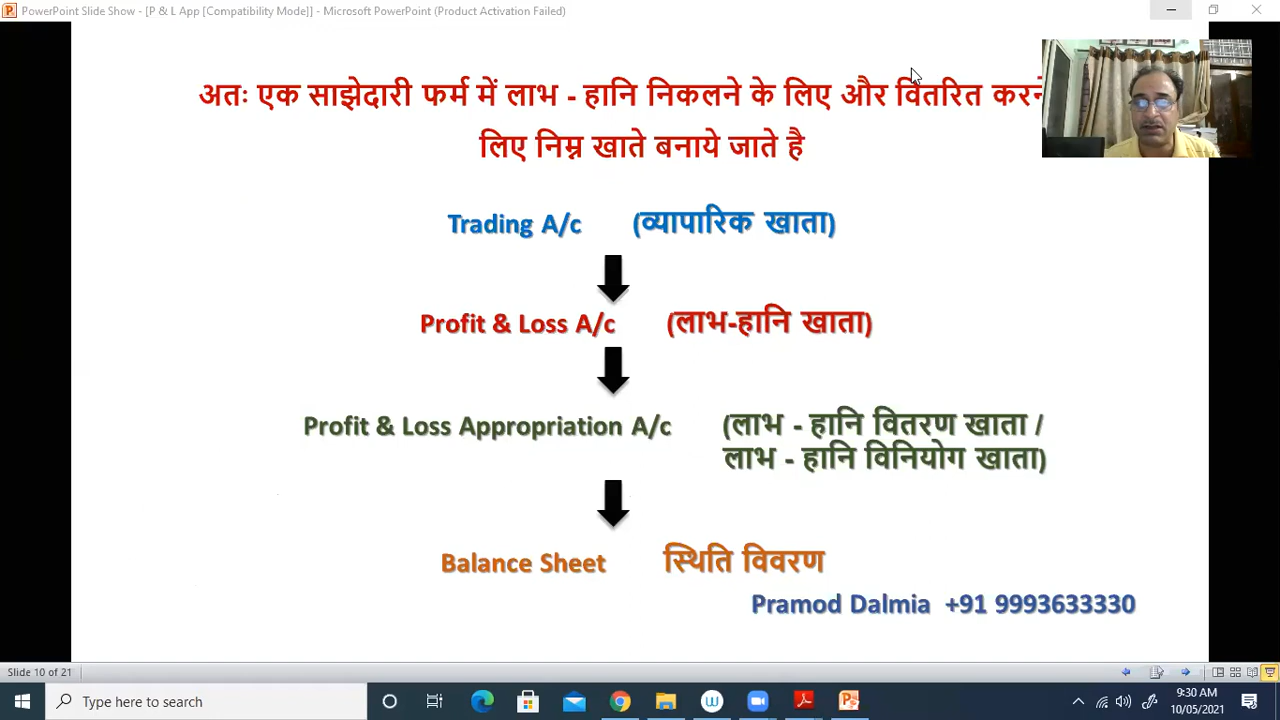 PowerPoint Slide Show - [P & L App [Compatibility Mode]] - Microsoft PowerPoint (Product Activation Failed)
अतः एक साझेदारी फर्म में लाभ - हानि निकलने के लिए और वितरित
लिए निम्न खाते बनाये जाते है
Trading A/c (व्यापारिक खाता)
Profit & Loss A/c (लाभ-हानि खाता)
Profit & Loss Appropriation A/c (लाभ - हानि वितरण खाता /
लाभ - हानि विनियोग खाता)
Balance Sheet स्थिति विवरण
Pramod Dalmia +91 9993633330
Slide 10 of 21
Type here to search
9:30 AM
10/05/2021